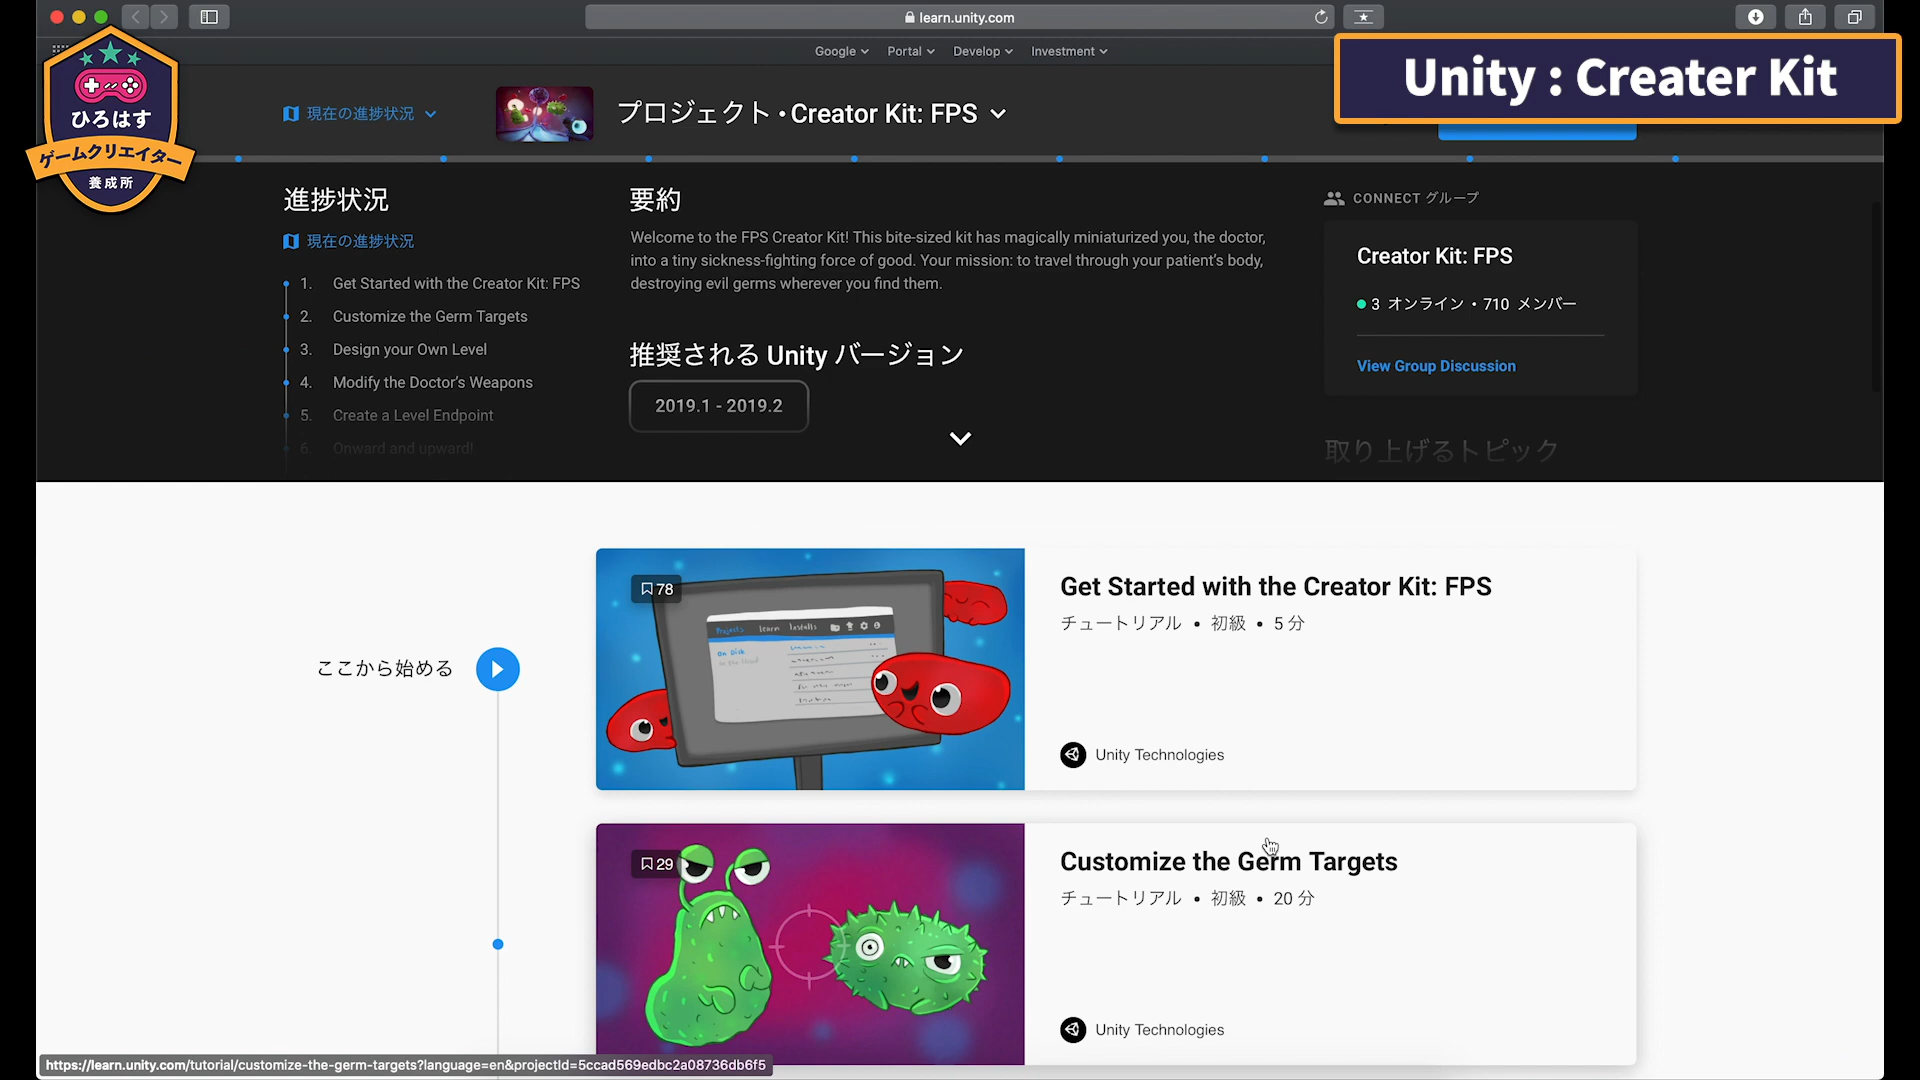 learn.unity.com
Google
Portal
Develop
Investment
Unity : Creater Kit
ひろはす
ゲームクリエイター
養成所
現在の進捗状況
プロジェクト・Creator Kit: FPS
進捗状況
現在の進捗状況
1. Get Started with the Creator Kit: FPS
2. Customize the Germ Targets
3. Design your Own Level
4. Modify the Doctor's Weapons
5. Create a Level Endpoint
6. Onward and upward!
要約
Welcome to the FPS Creator Kit! This bite-sized kit has magically miniaturized you, the doctor,
into a tiny sickness-fighting force of good. Your mission: to travel through your patient's body,
destroying evil germs wherever you find them.
推奨される Unity バージョン
2019.1 - 2019.2
CONNECT グループ
Creator Kit: FPS
3 オンライン・710 メンバー
View Group Discussion
取り上げるトピック
ここから始める
78
Projects learn Installs
On Disk
Get Started with the Creator Kit: FPS
チュートリアル • 初級 • 5 分
Unity Technologies
29
Customize the Germ Targets
チュートリアル • 初級 • 20 分
Unity Technologies
https://learn.unity.com/tutorial/customize-the-germ-targets?language=en&projectId=5ccad569edbc2a08736db6f5